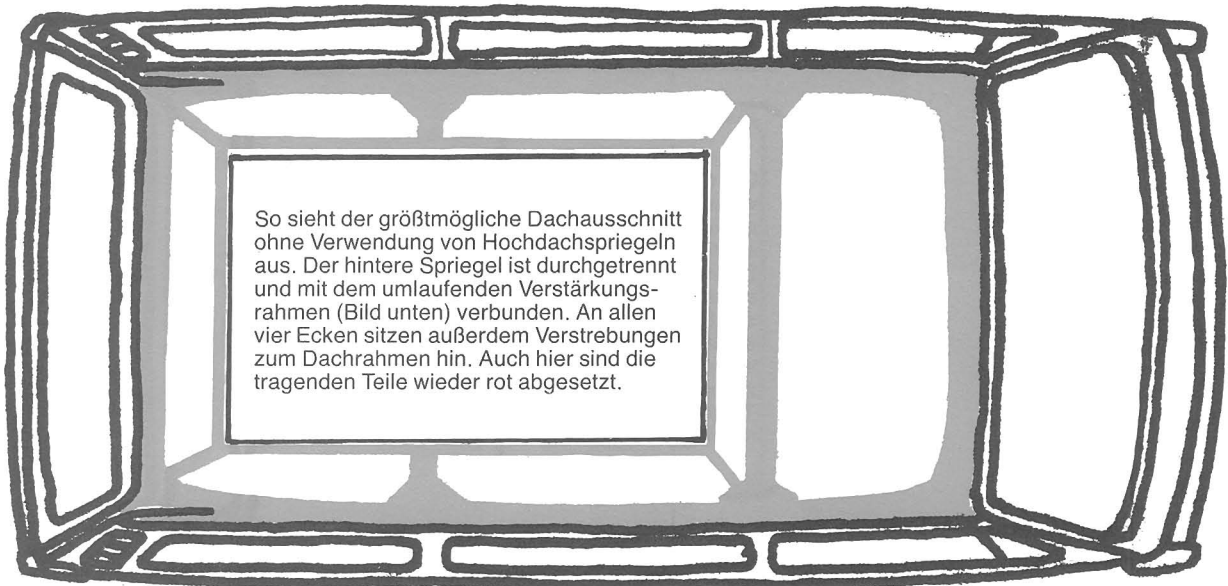 So sieht der größtmögliche Dachausschnitt
ohne Verwendung von Hochdachspriegeln
aus. Der hintere Spriegel ist durchgetrennt
und mit dem umlaufenden Verstärkungs-
rahmen (Bild unten) verbunden. An allen
vier Ecken sitzen außerdem Verstrebungen
zum Dachrahmen hin. Auch hier sind die
tragenden Teile wieder rot abgesetzt.